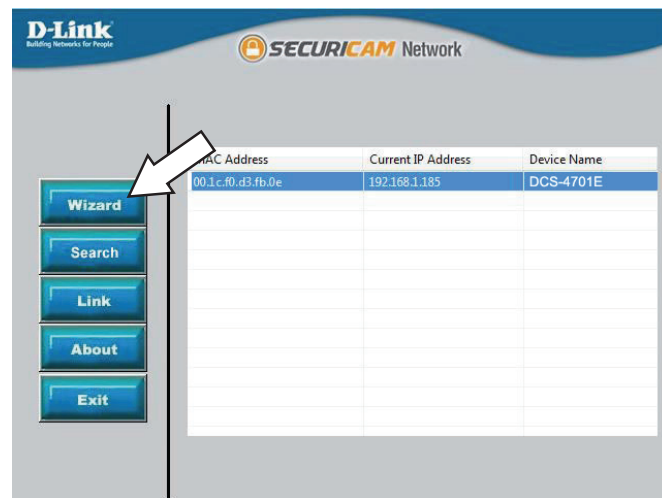 D-Link
Building Networks for People
SECURICAM Network
MAC Address Current IP Address Device Name
00.1c.f0.d3.fb.0e 192.168.1.185 DCS-4701E
Wizard
Search
Link
About
Exit